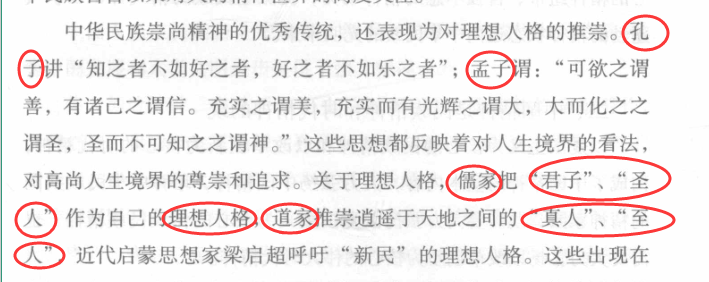 中华民族崇尚精神的优秀传统，还表现为对理想人格的推崇。孔
子讲“知之者不如好之者，好之者不如乐之者”；孟子谓：“可欲之谓
善，有诸己之谓信。充实之谓美，充实而有光辉之谓大，大而化之之
谓圣，圣而不可知之之谓神。”这些思想都反映着对人生境界的看法，
对高尚人生境界的尊崇和追求。关于理想人格，儒家把“君子”、“圣
人”作为自己的理想人格，道家推崇逍遥于天地之间的“真人”、“至
人”，近代启蒙思想家梁启超呼吁“新民”的理想人格。这些出现在